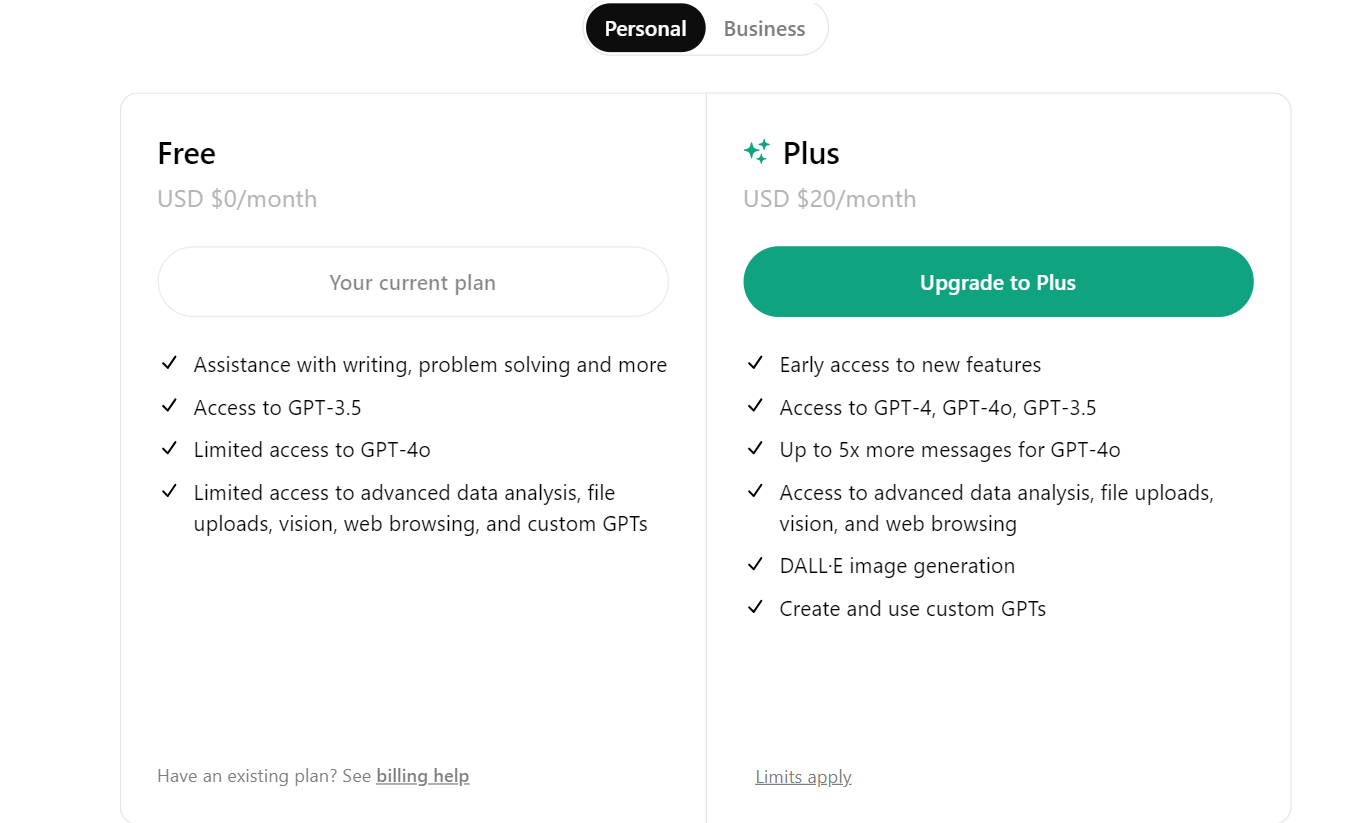 Personal
Business
Free
USD $0/month
Your current plan
Assistance with writing, problem solving and more
Access to GPT-3.5
Limited access to GPT-4o
Limited access to advanced data analysis, file
uploads, vision, web browsing, and custom GPTs
Have an existing plan? See billing help
Plus
USD $20/month
Upgrade to Plus
Early access to new features
Access to GPT-4, GPT-4o, GPT-3.5
Up to 5x more messages for GPT-4o
Access to advanced data analysis, file uploads,
vision, and web browsing
DALL·E image generation
Create and use custom GPTs
Limits apply